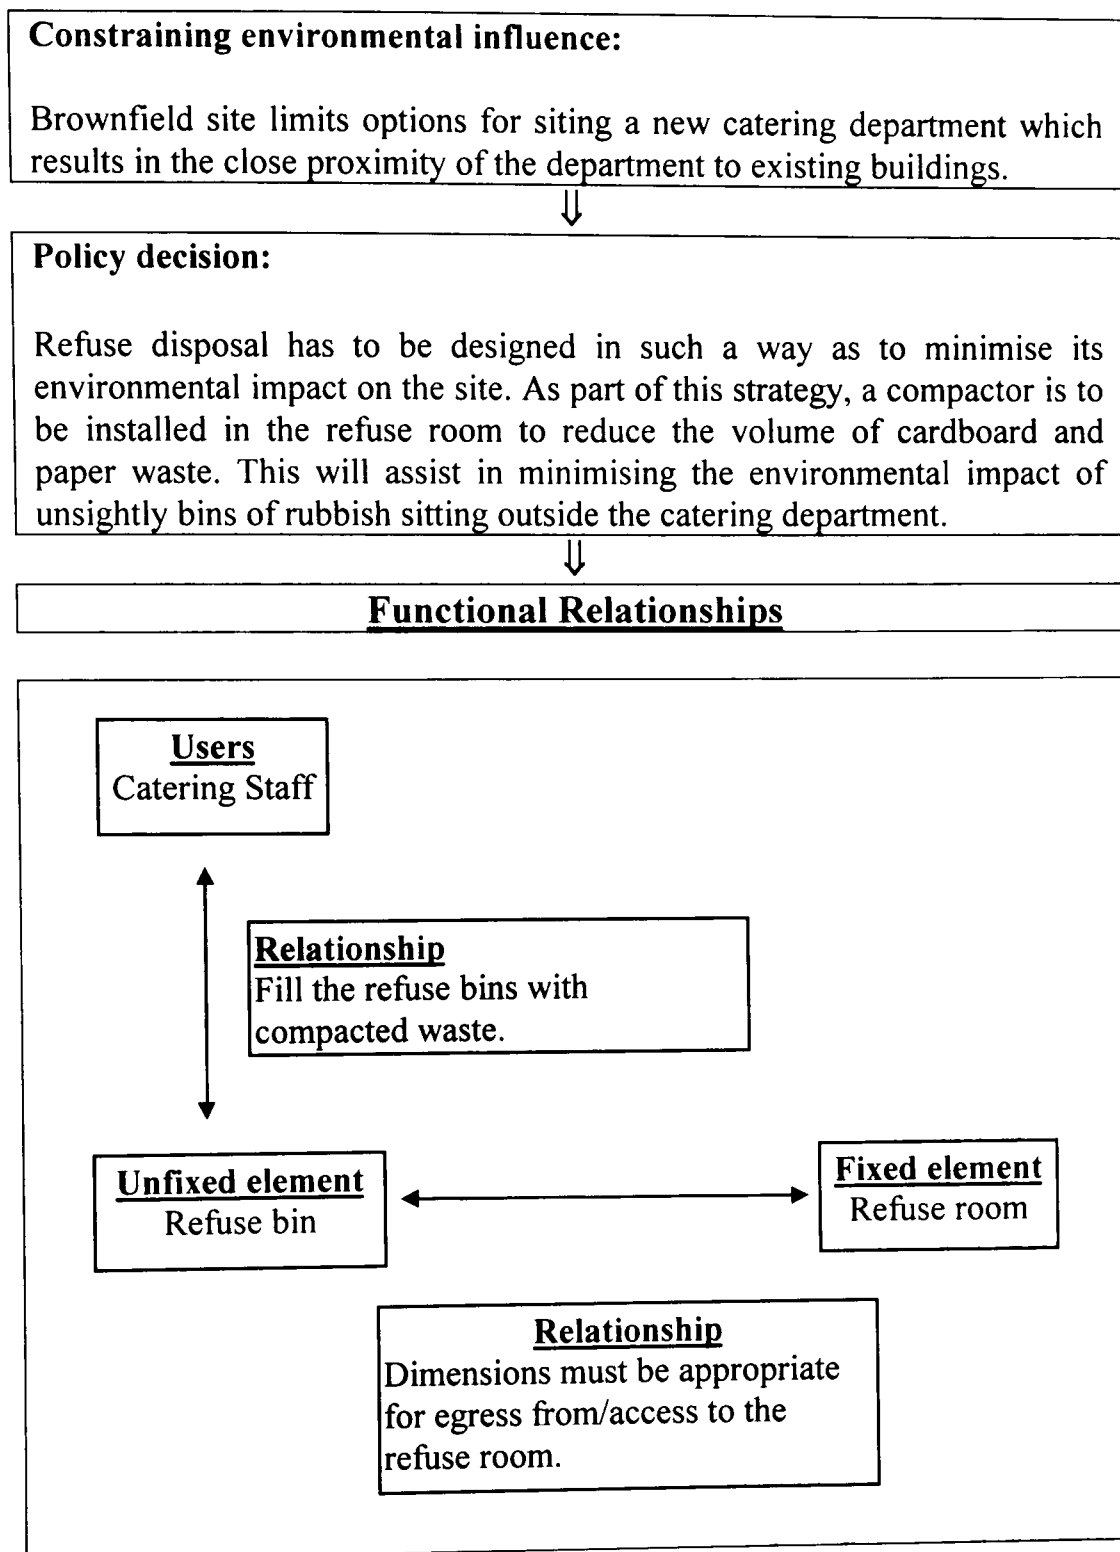 Constraining environmental influence:
Brownfield site limits options for siting a new catering department which
results in the close proximity of the department to existing buildings.
⇓
Policy decision:
Refuse disposal has to be designed in such a way as to minimise its
environmental impact on the site. As part of this strategy, a compactor is to
be installed in the refuse room to reduce the volume of cardboard and
paper waste. This will assist in minimising the environmental impact of
unsightly bins of rubbish sitting outside the catering department.
⇓
Functional Relationships
Users
Catering Staff
Relationship
Fill the refuse bins with
compacted waste.
Unfixed element
Refuse bin
Fixed element
Refuse room
Relationship
Dimensions must be appropriate
for egress from/access to the
refuse room.